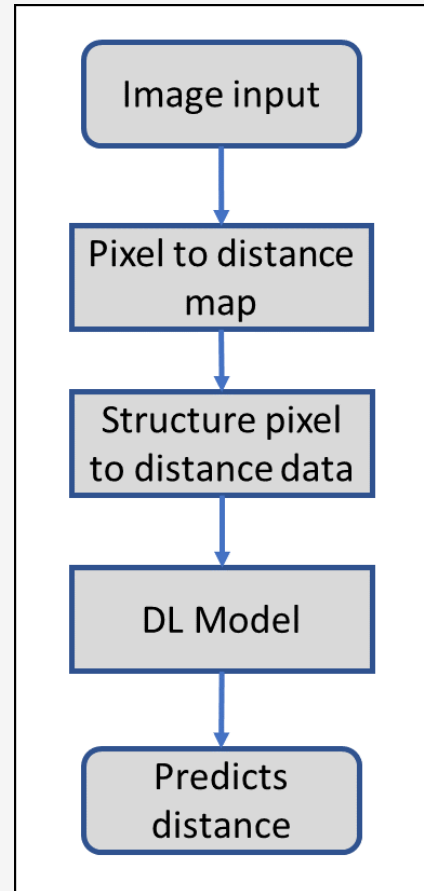 Image input
Pixel to distance
map
Structure pixel
to distance data
DL Model
Predicts
distance